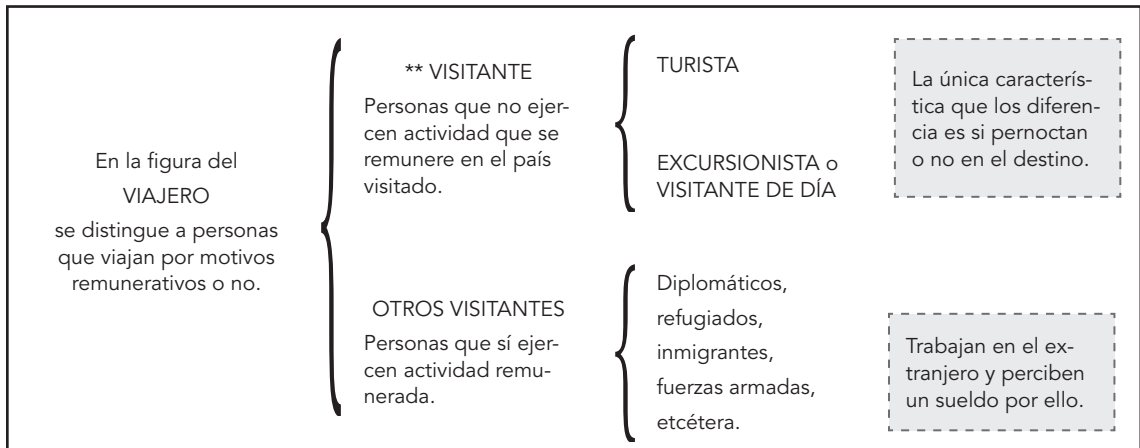 En la figura del
VIAJERO
se distingue a personas
que viajan por motivos
remunerativos o no.
** VISITANTE
Personas que no ejer-
cen actividad que se
remunere en el país
visitado.
TURISTA
EXCURSIONISTA o
VISITANTE DE DÍA
La única caracterís-
tica que los diferen-
cia es si pernoctan
o no en el destino.
OTROS VISITANTES
Personas que sí ejer-
cen actividad remu-
nerada.
Diplomáticos,
refugiados,
inmigrantes,
fuerzas armadas,
etcétera.
Trabajan en el ex-
tranjero y perciben
un sueldo por ello.